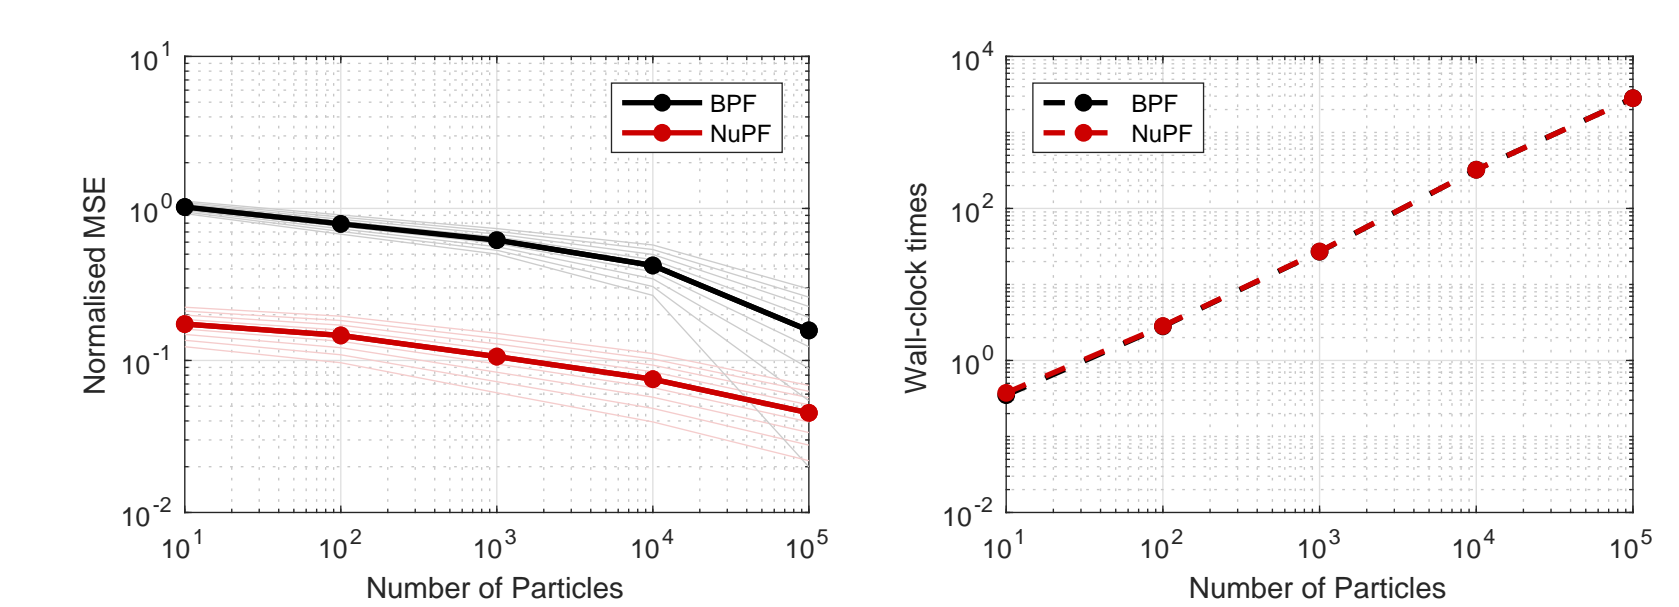 Normalised MSE
10^1
10^0
10^-1
10^-2
BPF
NuPF
10^1 10^2 10^3 10^4 10^5
Number of Particles
Wall-clock times
10^4
10^2
10^0
10^-2
BPF
NuPF
10^1 10^2 10^3 10^4 10^5
Number of Particles